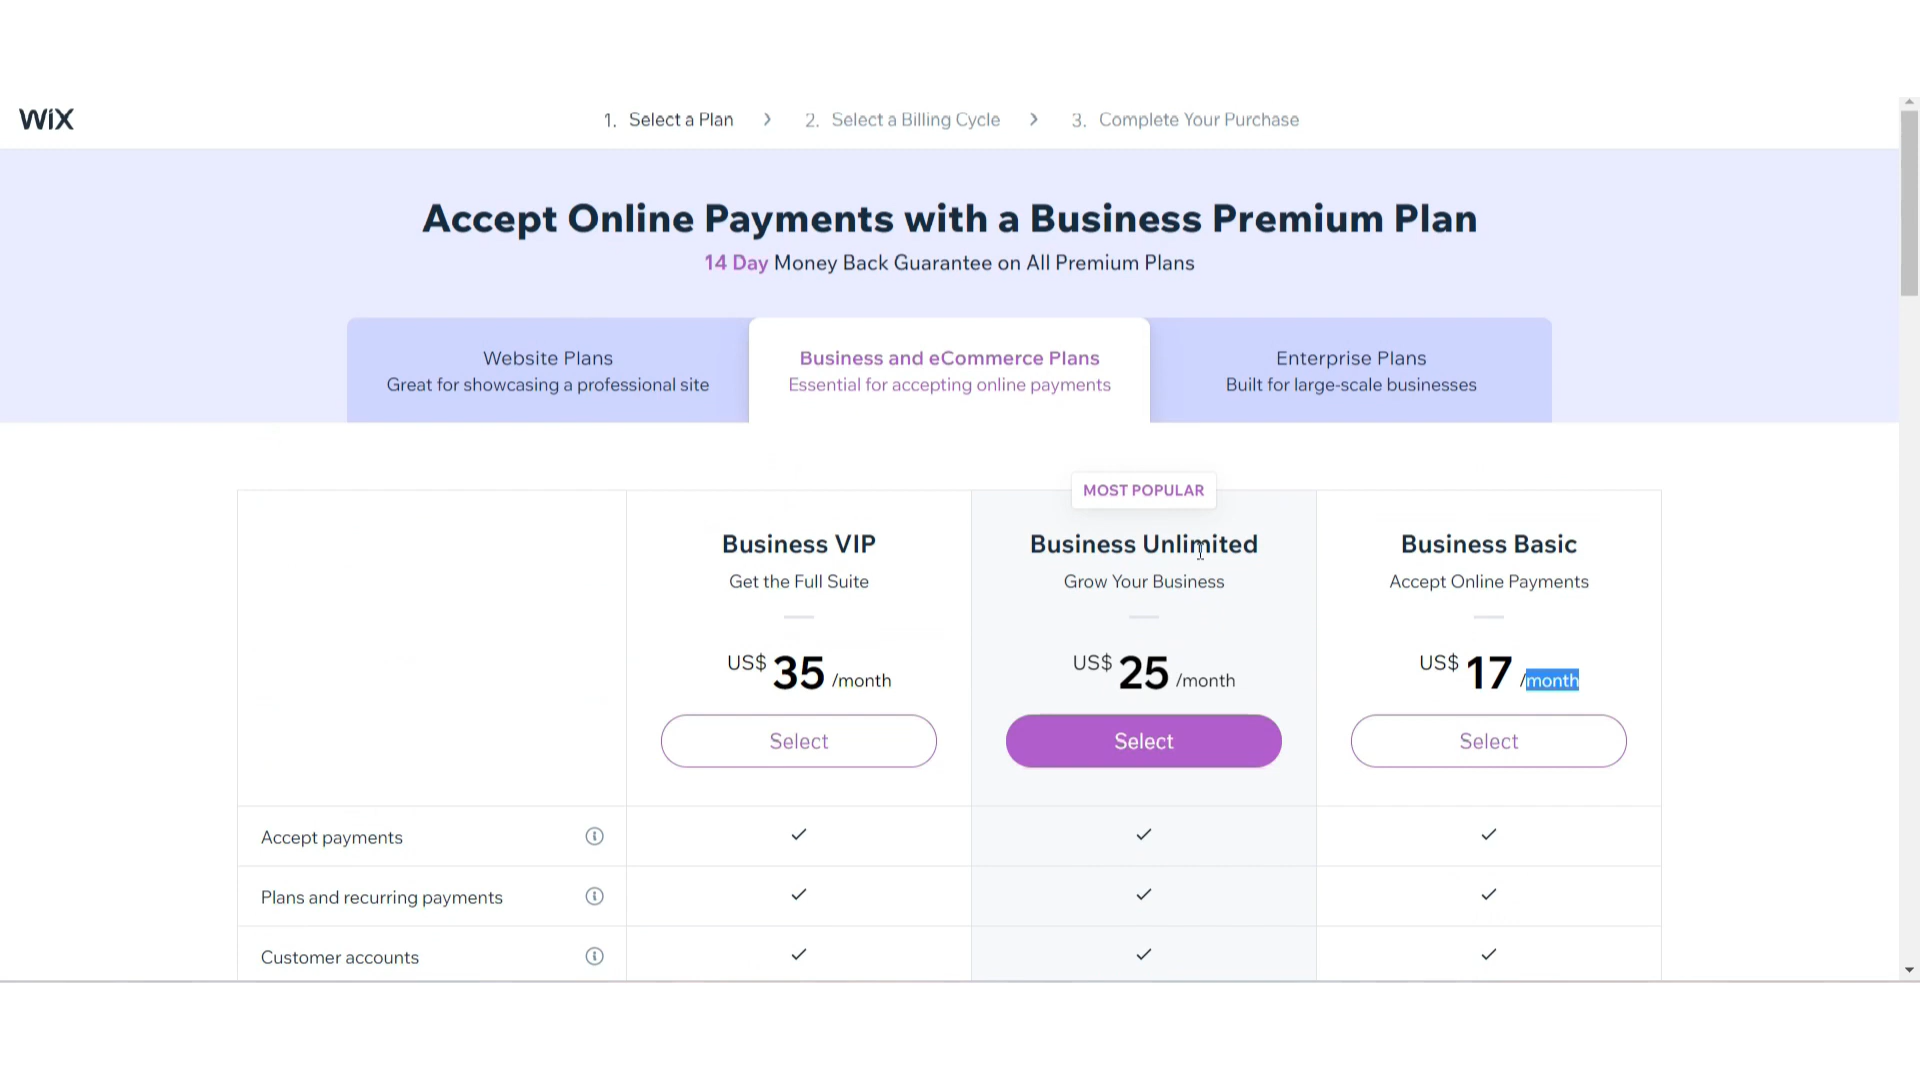 WiX
1. Select a Plan > 2. Select a Billing Cycle > 3. Complete Your Purchase
Accept Online Payments with a Business Premium Plan
14 Day Money Back Guarantee on All Premium Plans
Website Plans
Great for showcasing a professional site
Business and eCommerce Plans
Essential for accepting online payments
Enterprise Plans
Built for large-scale businesses
MOST POPULAR
Business VIP
Get the Full Suite
US$ 35 /month
Select
Business Unlimited
Grow Your Business
US$ 25 /month
Select
Business Basic
Accept Online Payments
US$ 17 /month
Select
Accept payments
Plans and recurring payments
Customer accounts